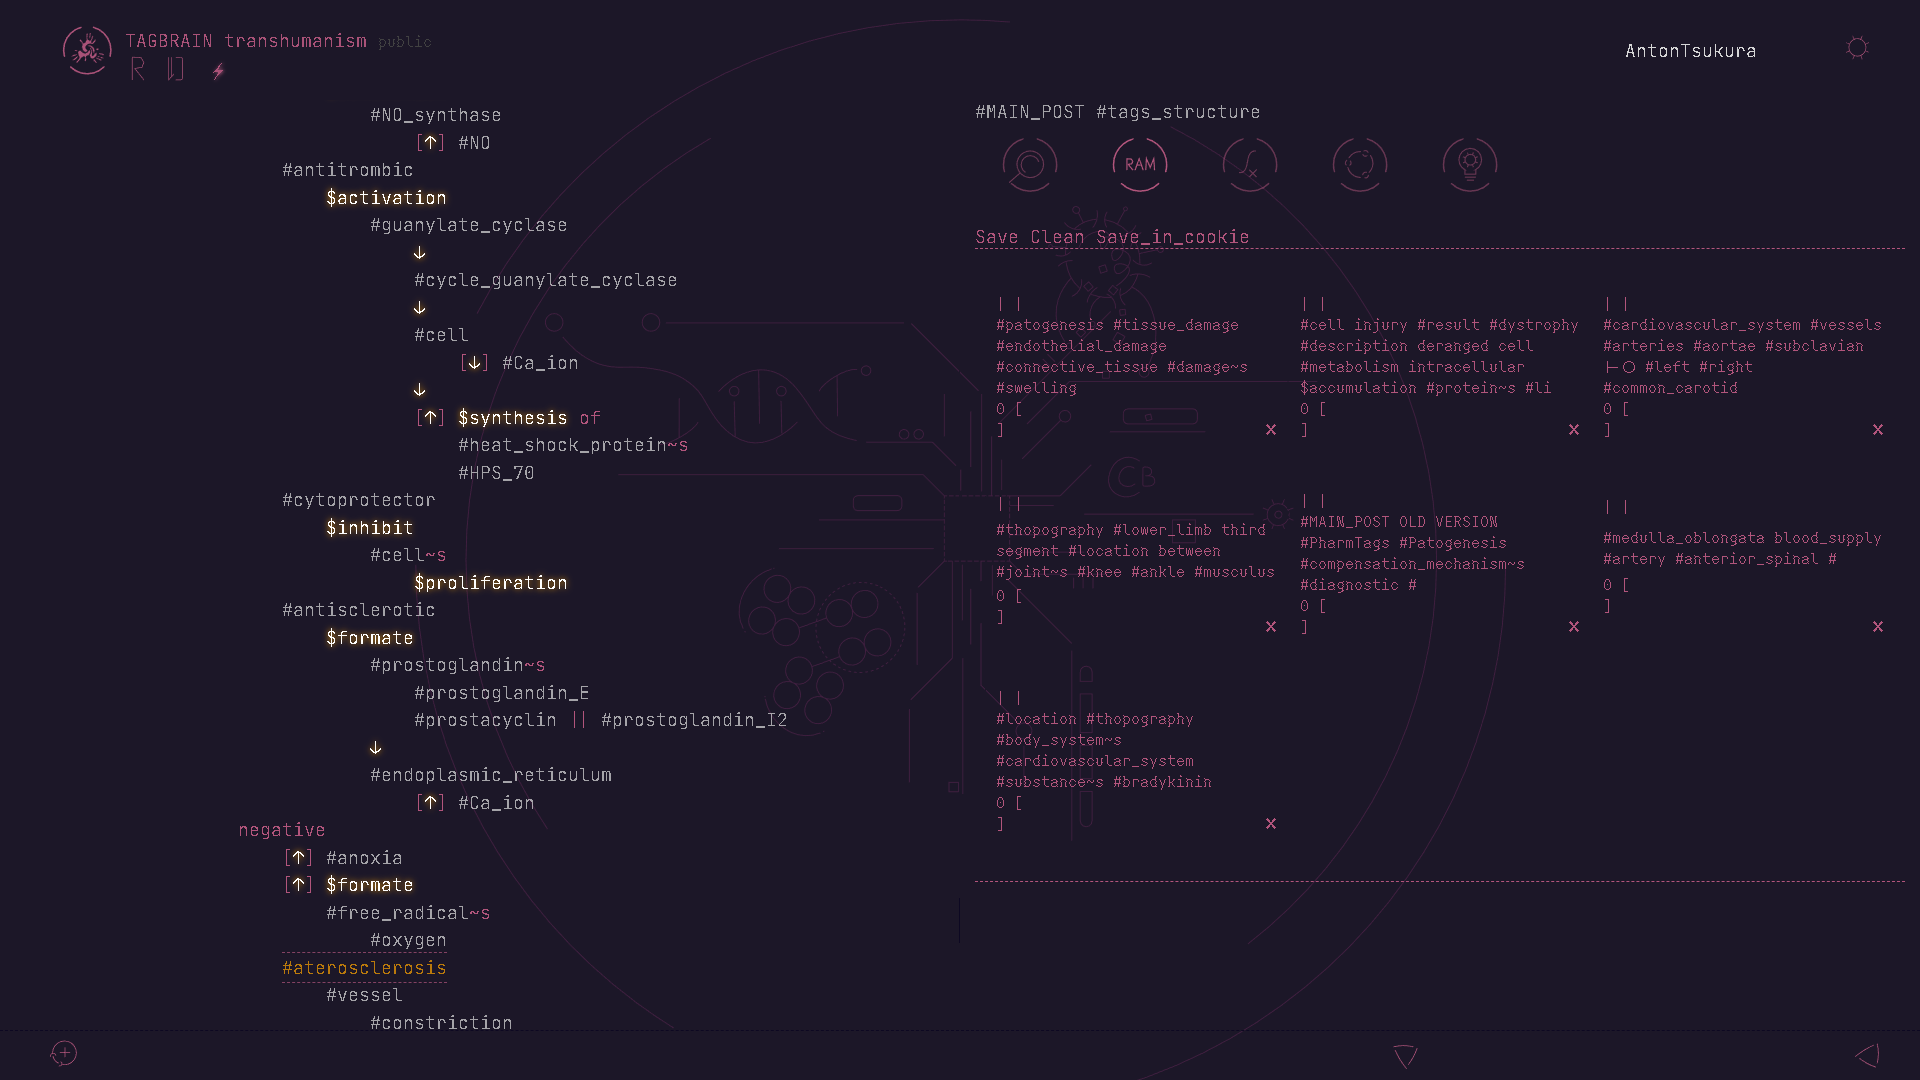 TAGBRAIN transhumanism public
AntonTsukura
#NO_synthase
[↑] #NO
#antitrombic
$activation
#guanylate_cyclase
↓
#cycle_guanylate_cyclase
↓
#cell
[↓] #Ca_ion
↓
[↑] $synthesis of
#heat_shock_protein~s
#HPS_70
#cytoprotector
$inhibit
#cell~s
$proliferation
#antisclerotic
$formate
#prostoglandin~s
#prostoglandin_E
#prostacyclin || #prostoglandin_I2
↓
#endoplasmic_reticulum
[↑] #Ca_ion
negative
[↑] #anoxia
[↑] $formate
#free_radical~s
#oxygen
#aterosclerosis
#vessel
#constriction
#MAIN_POST #tags_structure
RAM
Save Clean Save_in_cookie
| |
#patogenesis #tissue_damage
#endothelial_damage
#connective_tissue #damage~s
#swelling
0 [
]
x
| |
#cell injury #result #dystrophy
#description deranged cell
#metabolism intracellular
$accumulation #protein~s #li
0 [
]
x
| |
#cardiovascular_system #vessels
#arteries #aortae #subclavian
⊢○ #left #right
#common_carotid
0 [
]
x
| |
#thopography #lower_limb third
segment #location between
#joint~s #knee #ankle #musculus
0 [
]
x
| |
#MAIN_POST OLD VERSION
#PharmTags #Patogenesis
#compensation_mechanism~s
#diagnostic #
0 [
]
x
| |
#medulla_oblongata blood_supply
#artery #anterior_spinal #
0 [
]
x
| |
#location #thopography
#body_system~s
#cardiovascular_system
#substance~s #bradykinin
0 [
]
x
CB